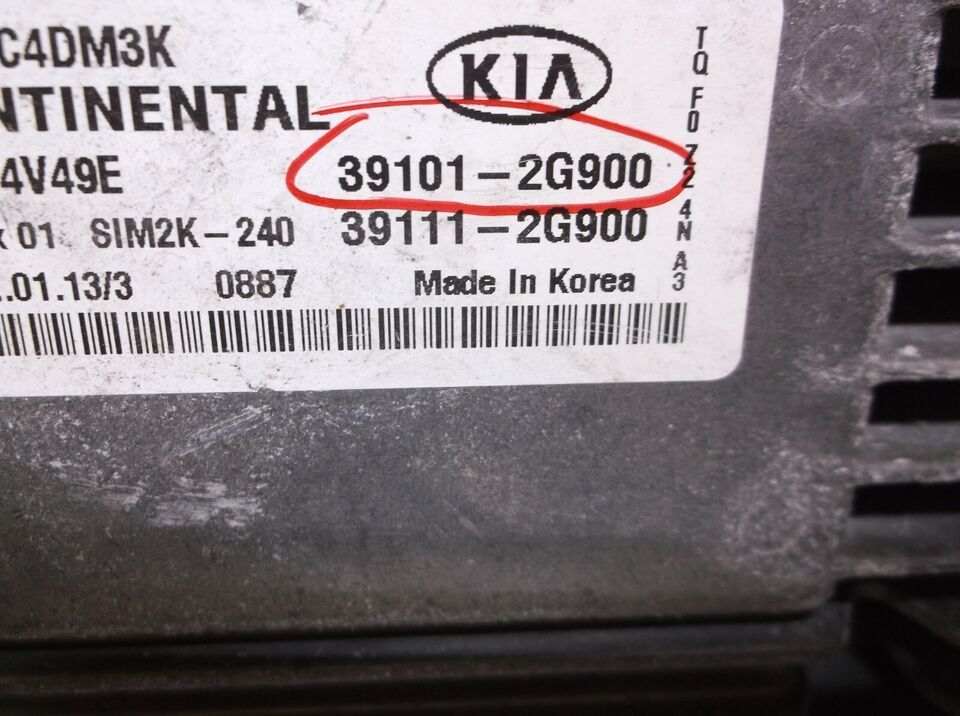 C4DM3K
KIA
NTINENTAL
4V49E 39101-2G900
x 01 SIM2K-240 39111-2G900
.01.13/3 0887 Made In Korea
TQ F0 Z2 4N A3